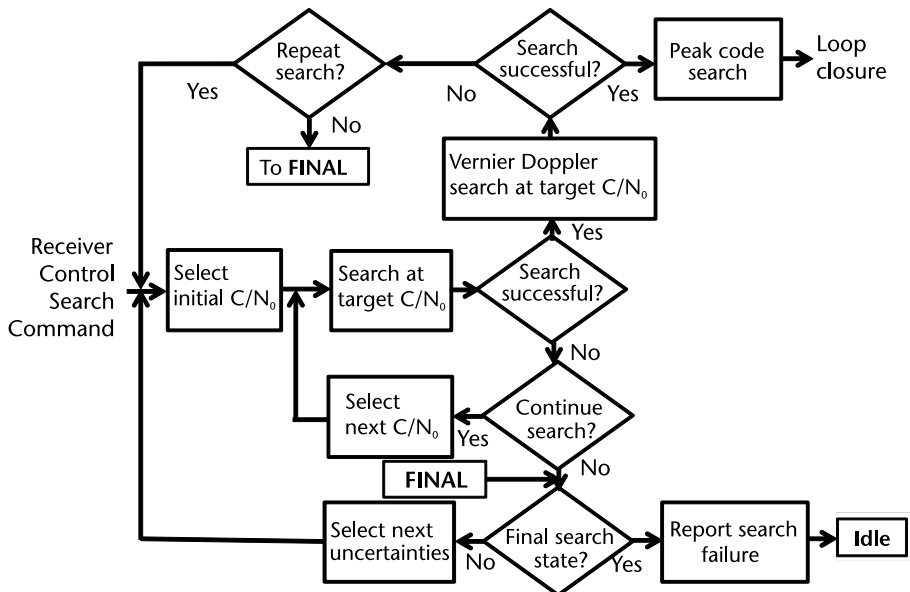 Repeat
search?
Search
successful?
Peak code
search
Loop
closure
Yes
No
Yes
No
To FINAL
Vernier Doppler
search at target C/N₀
Yes
Receiver
Control
Search
Command
Select
initial C/N₀
Search at
target C/N₀
Search
successful?
No
Select
next C/N₀
Yes
Continue
search?
No
FINAL
Select next
uncertainties
No
Final search
state?
Yes
Report search
failure
Idle